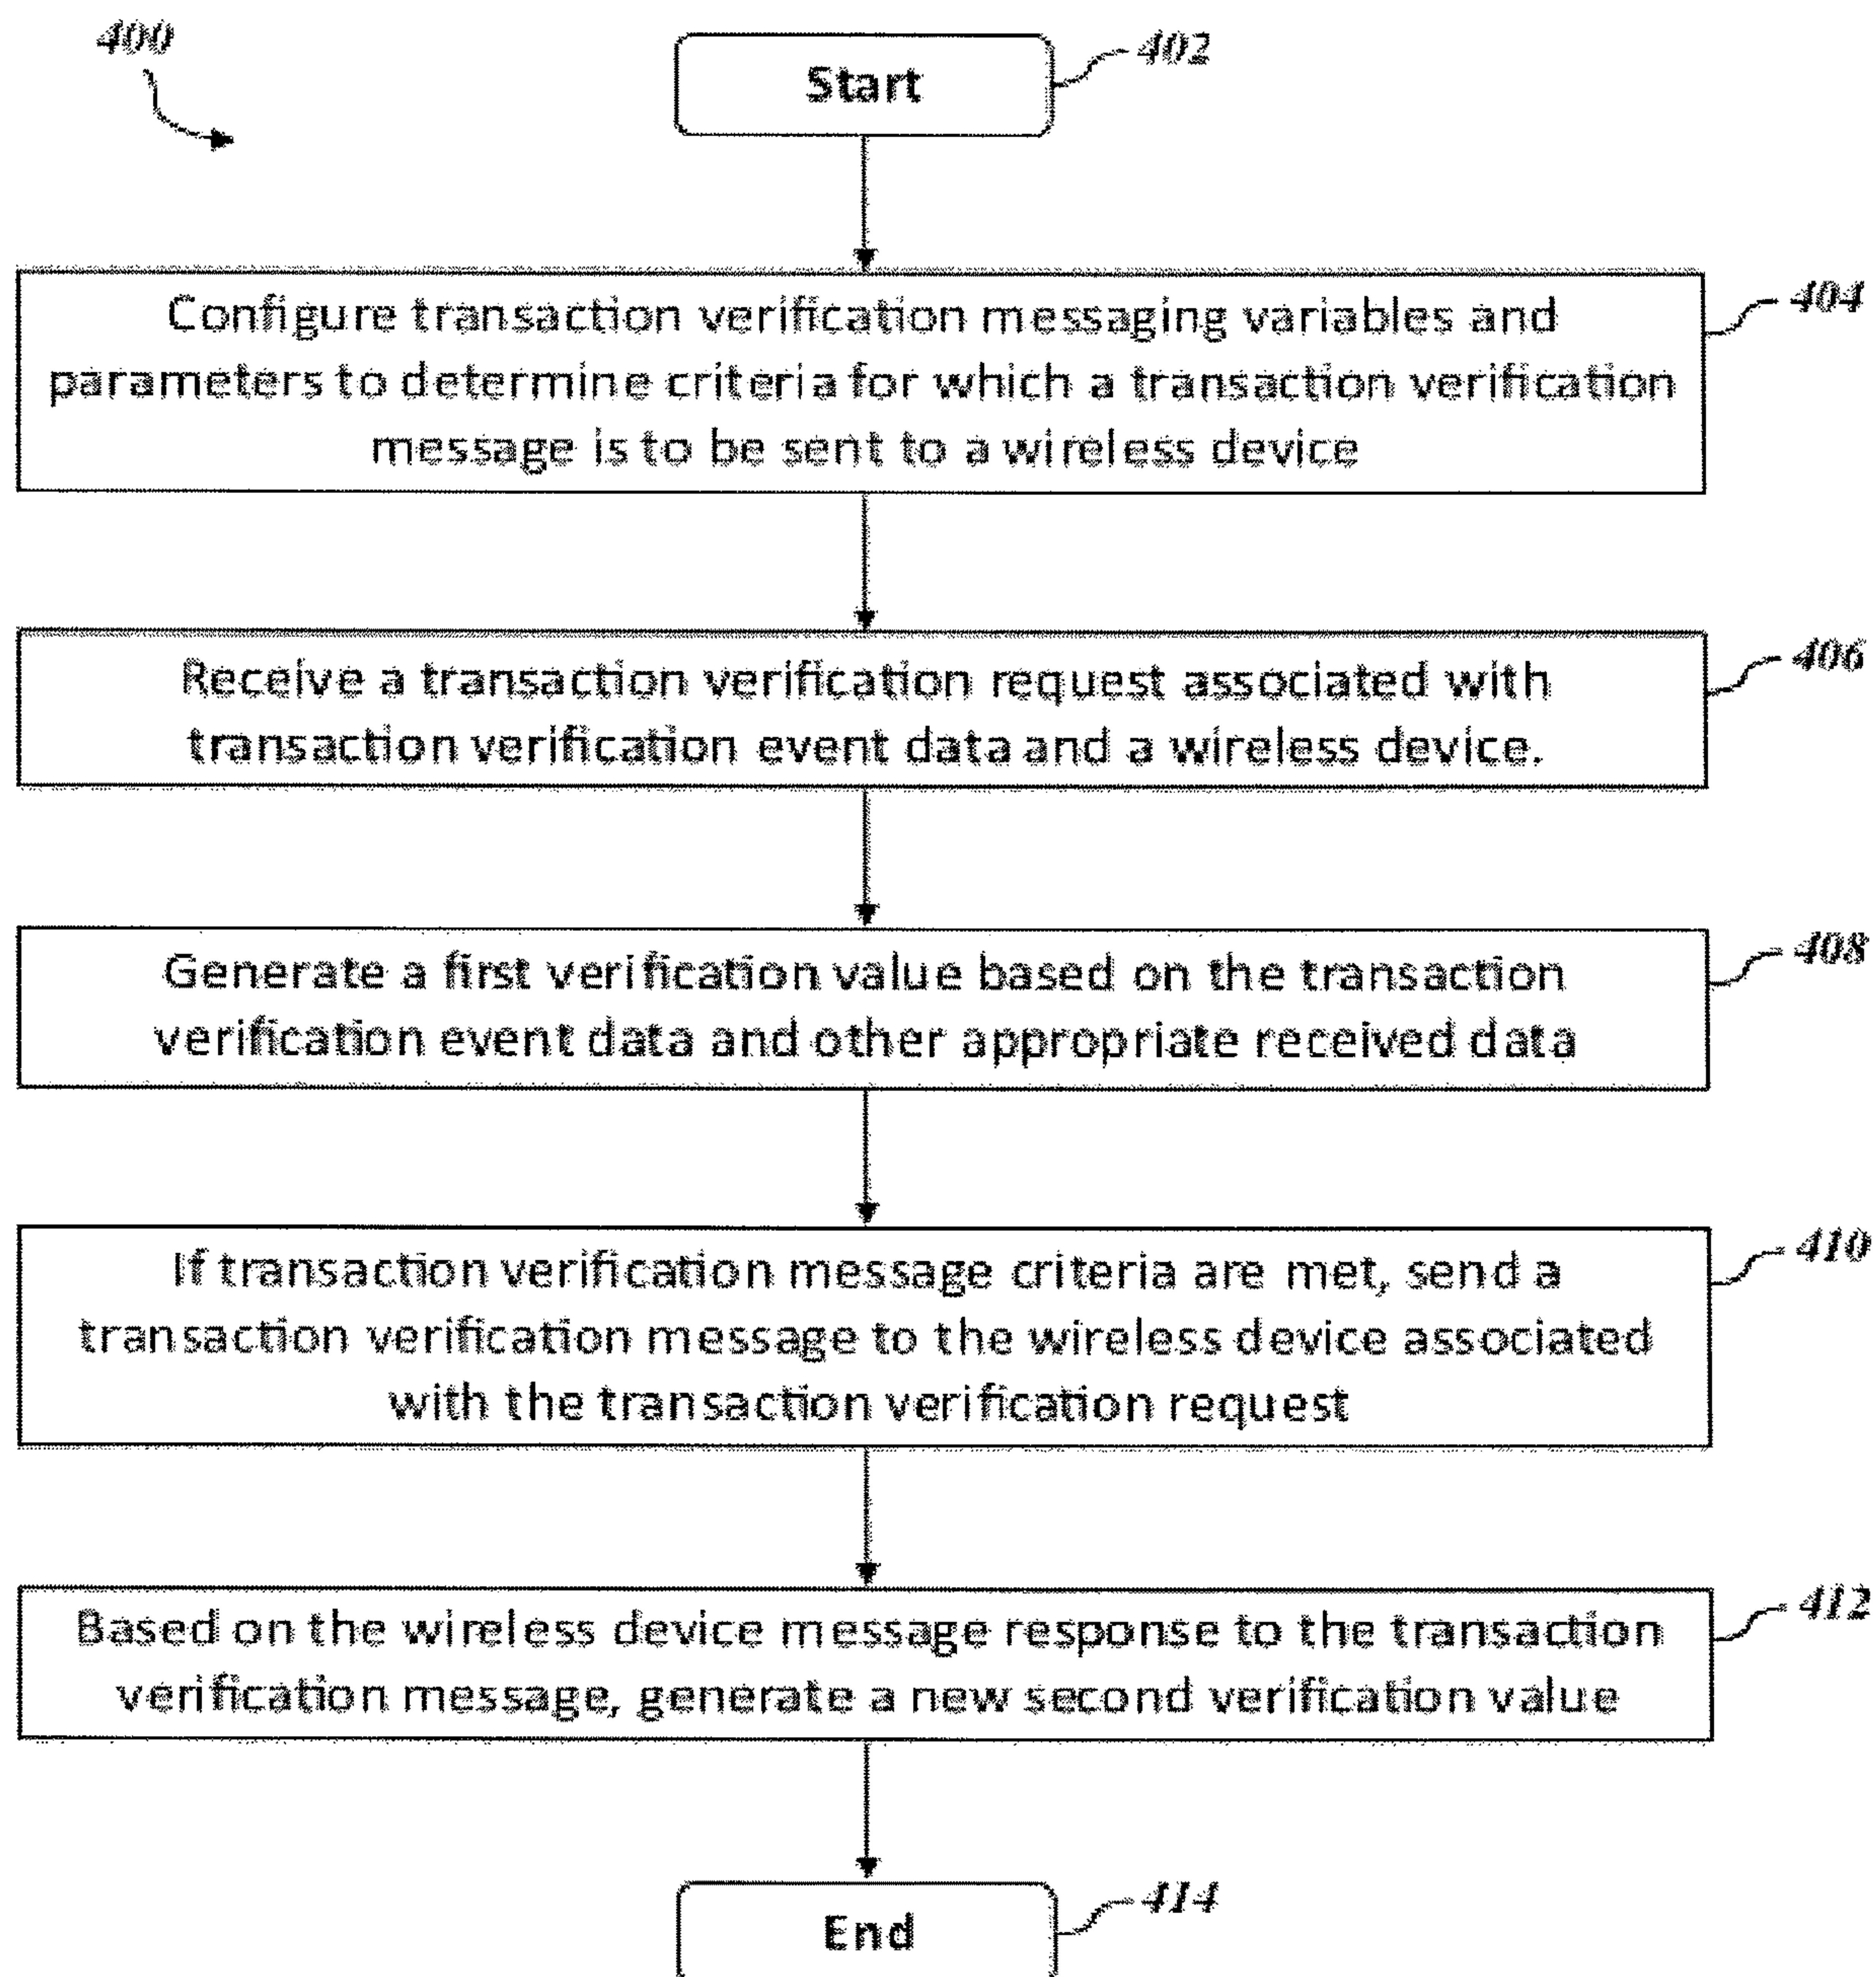 400
Start
402
Configure transaction verification messaging variables and
parameters to determine criteria for which a transaction verification
message is to be sent to a wireless device
404
Receive a transaction verification request associated with
transaction verification event data and a wireless device.
406
Generate a first verification value based on the transaction
verification event data and other appropriate received data
408
If transaction verification message criteria are met, send a
transaction verification message to the wireless device associated
with the transaction verification request
410
Based on the wireless device message response to the transaction
verification message, generate a new second verification value
412
End
414